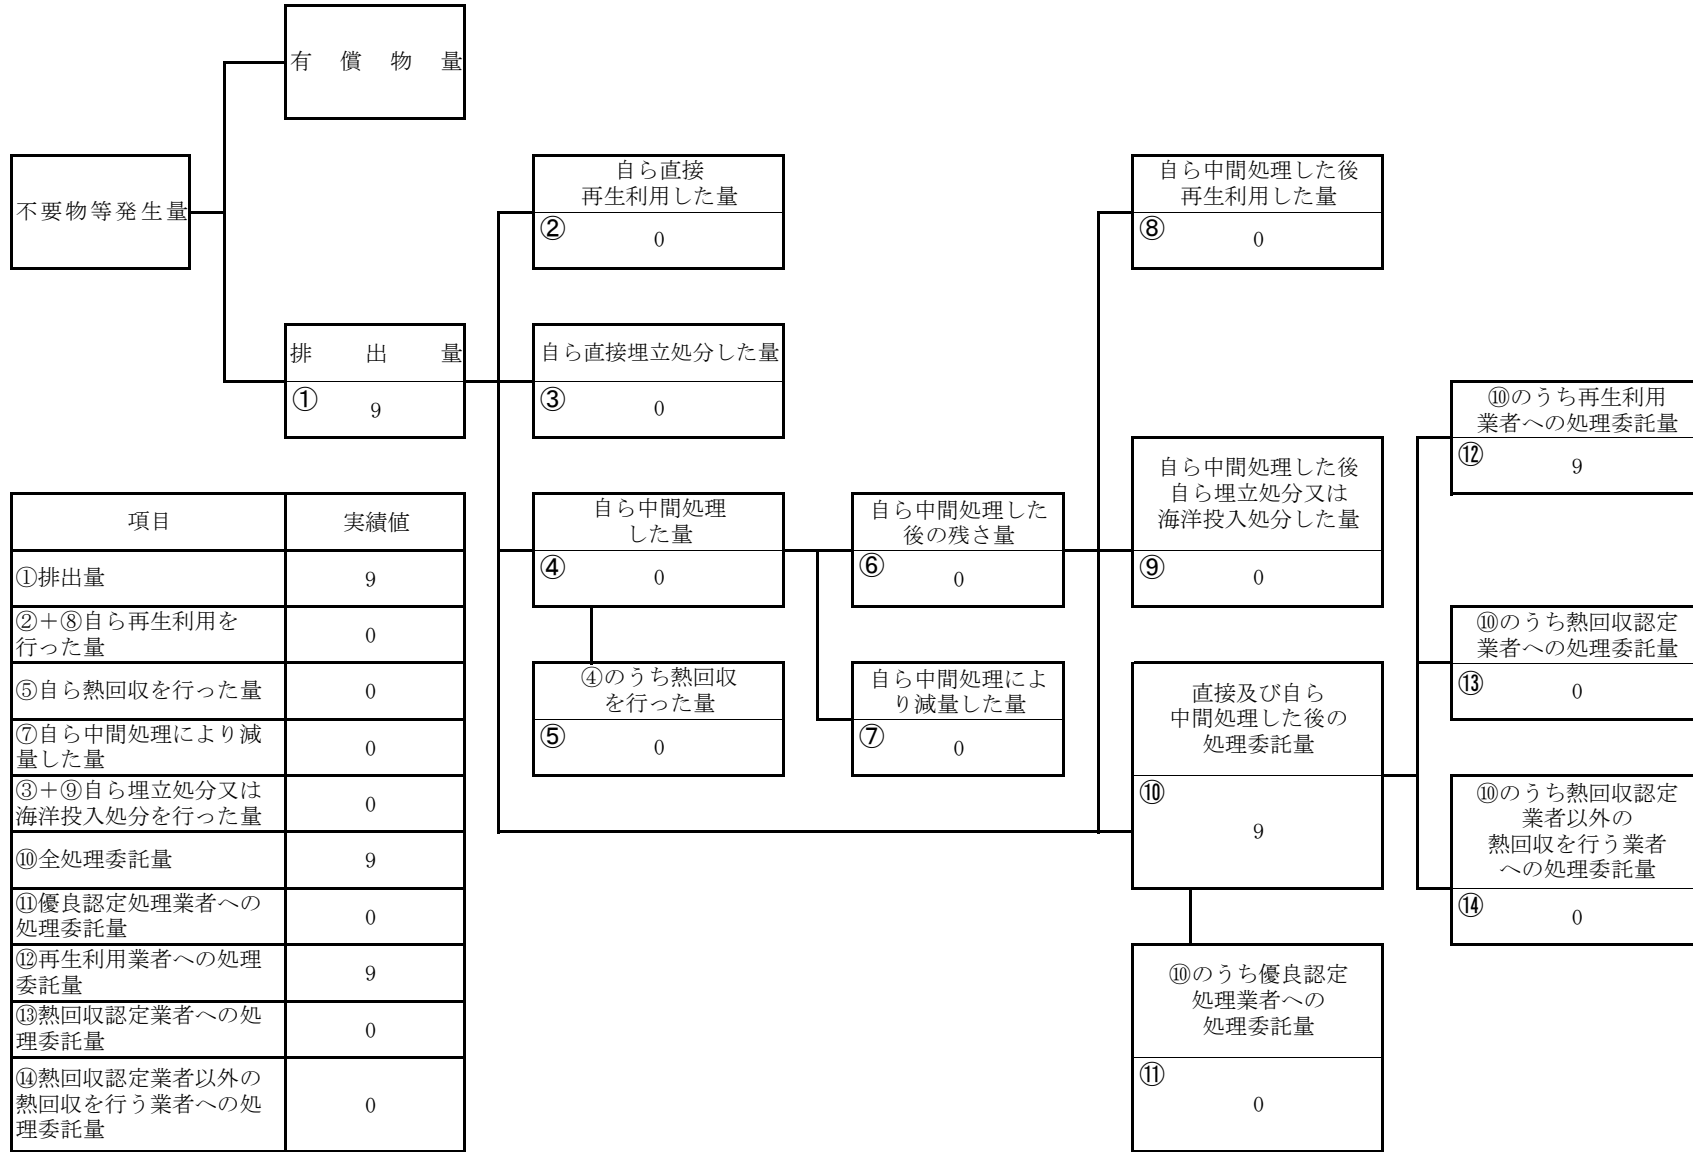 有償物量
不要物等発生量
排出量
① 9
自ら直接
再生利用した量
② 0
自ら直接埋立処分した量
③ 0
自ら中間処理
した量
④ 0
④のうち熱回収
を行った量
⑤ 0
自ら中間処理した
後の残さ量
⑥ 0
自ら中間処理によ
り減量した量
⑦ 0
自ら中間処理した後
再生利用した量
⑧ 0
自ら中間処理した後
自ら埋立処分又は
海洋投入処分した量
⑨ 0
直接及び自ら
中間処理した後の
処理委託量
⑩
9
⑩のうち優良認定
処理業者への
処理委託量
⑪
0
⑩のうち再生利用
業者への処理委託量
⑫ 9
⑩のうち熱回収認定
業者への処理委託量
⑬ 0
⑩のうち熱回収認定
業者以外の
熱回収を行う業者
への処理委託量
⑭ 0
項目 実績値
①排出量 9
②＋⑧自ら再生利用を
行った量 0
⑤自ら熱回収を行った量 0
⑦自ら中間処理により減
量した量 0
③＋⑨自ら埋立処分又は
海洋投入処分を行った量 0
⑩全処理委託量 9
⑪優良認定処理業者への
処理委託量 0
⑫再生利用業者への処理
委託量 9
⑬熱回収認定業者への処
理委託量 0
⑭熱回収認定業者以外の
熱回収を行う業者への処 0
理委託量